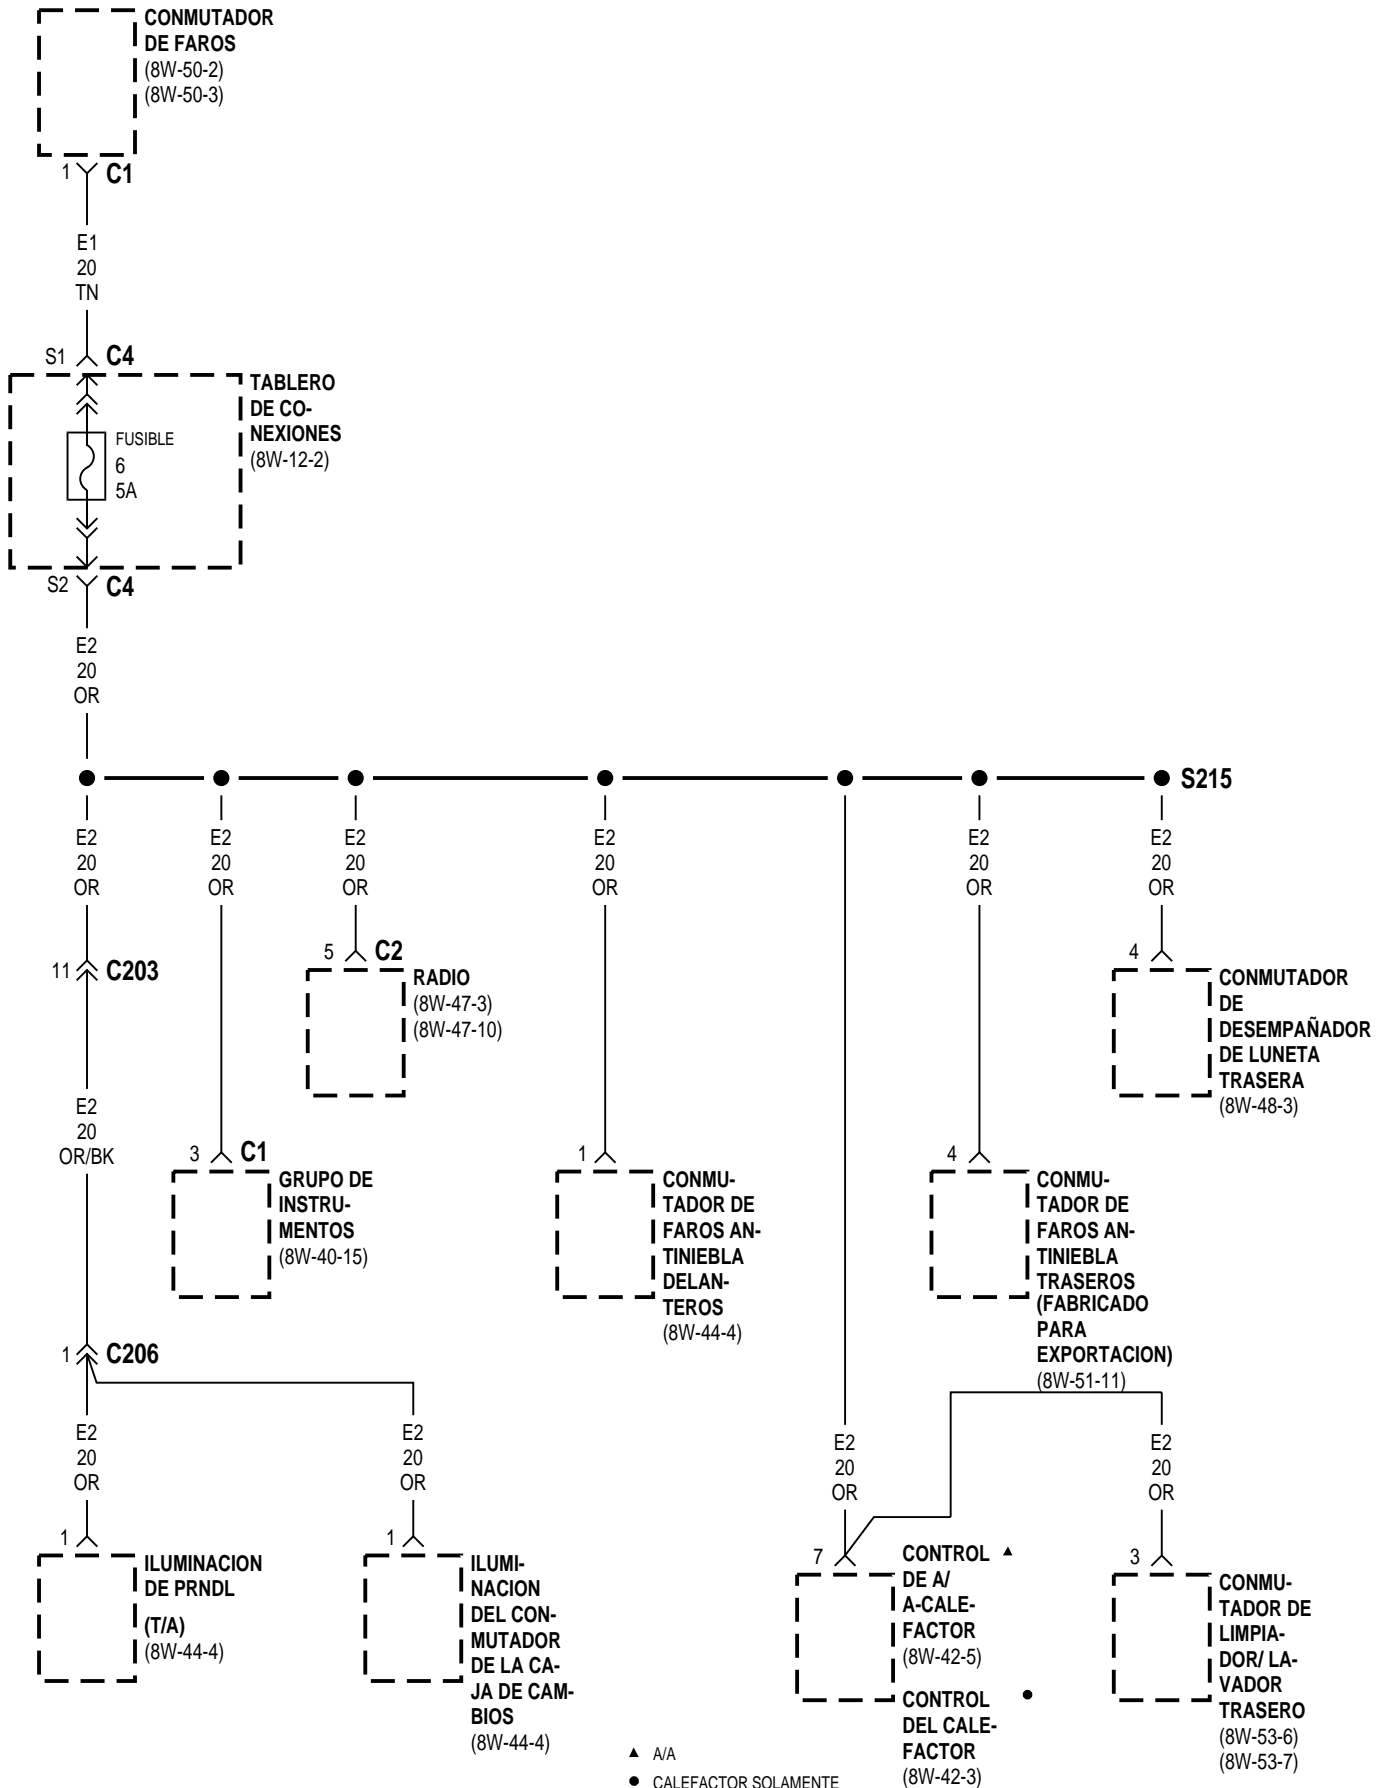 CONMUTADOR
DE FAROS
(8W-50-2)
(8W-50-3)
1
C1
E1
20
TN
S1
C4
TABLERO
DE CO-
NEXIONES
(8W-12-2)
FUSIBLE
6
5A
S2
C4
E2
20
OR
S215
E2
20
OR
E2
20
OR
E2
20
OR
E2
20
OR
E2
20
OR
E2
20
OR
11
C203
5
C2
RADIO
(8W-47-3)
(8W-47-10)
4
CONMUTADOR
DE
DESEMPAÑADOR
DE LUNETA
TRASERA
(8W-48-3)
E2
20
OR/BK
3
C1
GRUPO DE
INSTRU-
MENTOS
(8W-40-15)
1
CONMU-
TADOR DE
FAROS AN-
TINIEBLA
DELAN-
TEROS
(8W-44-4)
4
CONMU-
TADOR DE
FAROS AN-
TINIEBLA
TRASEROS
(FABRICADO
PARA
EXPORTACION)
(8W-51-11)
1
C206
E2
20
OR
E2
20
OR
E2
20
OR
E2
20
OR
1
ILUMINACION
DE PRNDL
(T/A)
(8W-44-4)
1
ILUMI-
NACION
DEL CON-
MUTADOR
DE LA CA-
JA DE CAM-
BIOS
(8W-44-4)
7
CONTROL ▲
DE A/
A-CALE-
FACTOR
(8W-42-5)
CONTROL ●
DEL CALE-
FACTOR
(8W-42-3)
3
CONMU-
TADOR DE
LIMPIA-
DOR/ LA-
VADOR
TRASERO
(8W-53-6)
(8W-53-7)
▲ A/A
● CALEFACTOR SOLAMENTE